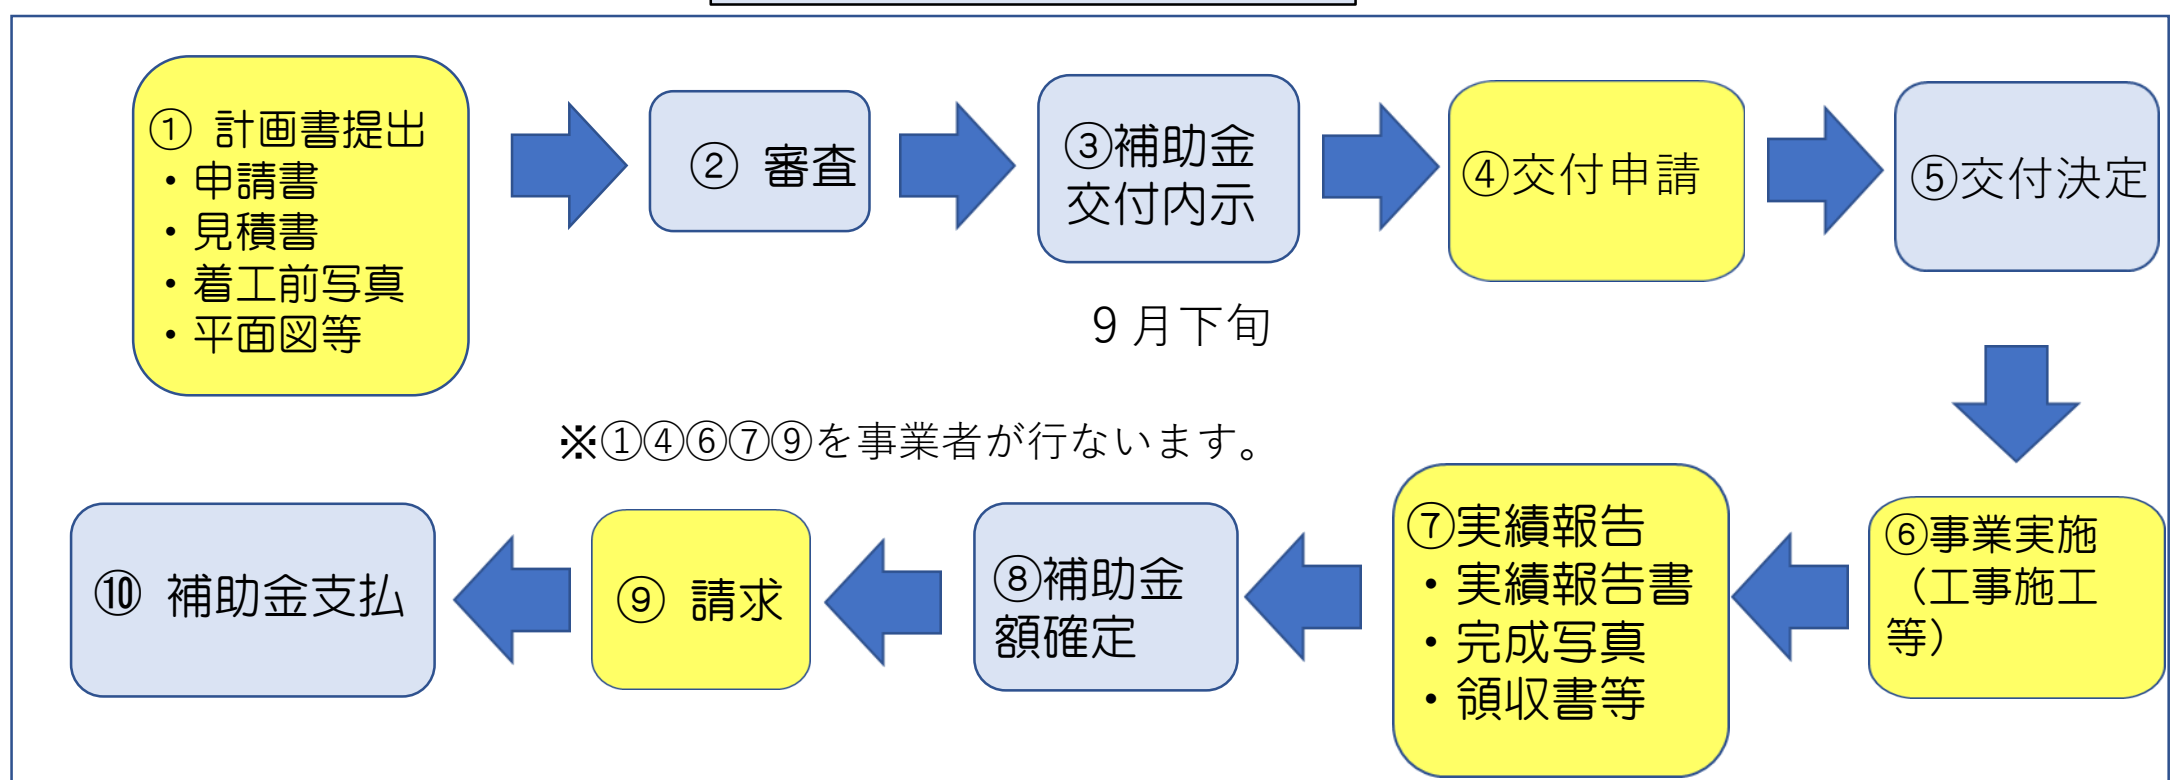 ① 計画書提出
・申請書
・見積書
・着工前写真
・平面図等
② 審査
③補助金
交付内示
9月下旬
④交付申請
⑤交付決定
※①④⑥⑦⑨を事業者が行ないます。
⑥事業実施
（工事施工
等）
⑦実績報告
・実績報告書
・完成写真
・領収書等
⑧補助金
額確定
⑨ 請求
⑩ 補助金支払